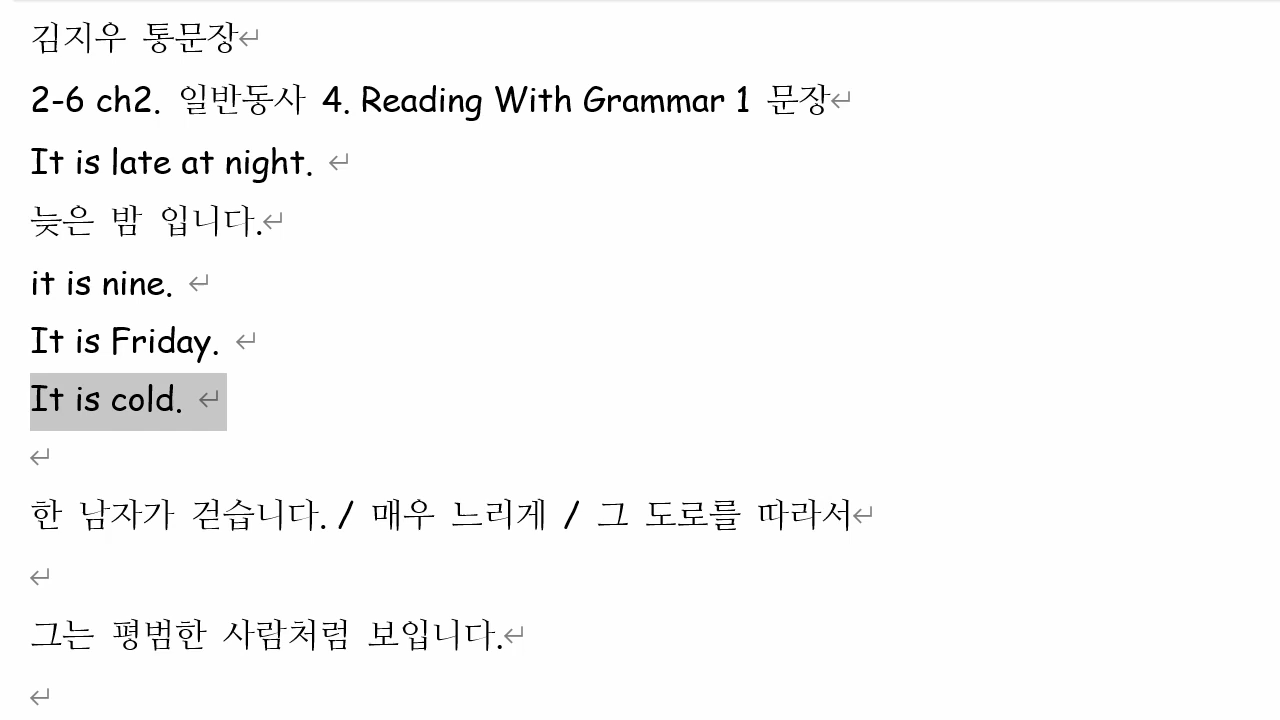 김지우 통문장
2-6 ch2. 일반동사 4. Reading With Grammar 1 문장
It is late at night.
늦은 밤 입니다.
it is nine.
It is Friday.
It is cold.
한 남자가 걷습니다. / 매우 느리게 / 그 도로를 따라서
그는 평범한 사람처럼 보입니다.